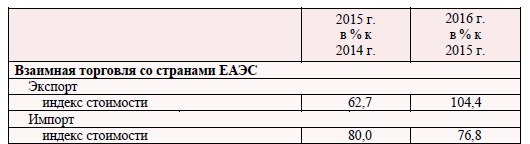 2015 г. 2016 г.
в % к в % к
2014 г. 2015 г.
Взаимная торговля со странами ЕАЭС
Экспорт
индекс стоимости 62,7 104,4
Импорт
индекс стоимости 80,0 76,8